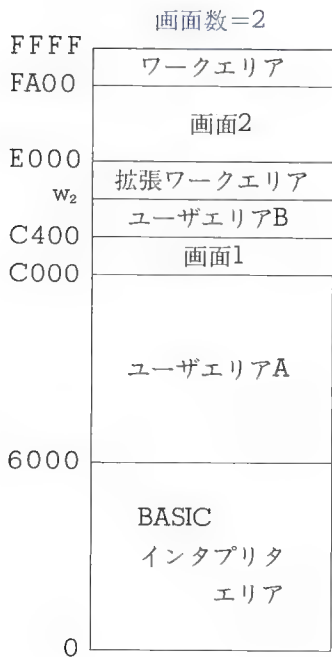 画面数＝2
FFFF
ワークエリア
FA00
画面2
E000
拡張ワークエリア
W₂
ユーザエリアB
C400
画面1
C000
ユーザエリアA
6000
BASIC
インタプリタ
エリア
0